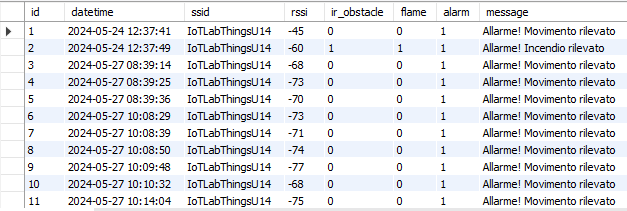 id datetime ssid rssi ir_obstacle flame alarm message
1 2024-05-24 12:37:41 IoTLabThingsU14 -45 0 0 1 Allarme! Movimento rilevato
2 2024-05-24 12:37:49 IoTLabThingsU14 -60 1 1 1 Allarme! Incendio rilevato
3 2024-05-27 08:39:14 IoTLabThingsU14 -68 0 0 1 Allarme! Movimento rilevato
4 2024-05-27 08:39:25 IoTLabThingsU14 -73 0 0 1 Allarme! Movimento rilevato
5 2024-05-27 08:39:36 IoTLabThingsU14 -70 0 0 1 Allarme! Movimento rilevato
6 2024-05-27 10:08:29 IoTLabThingsU14 -73 0 0 1 Allarme! Movimento rilevato
7 2024-05-27 10:08:39 IoTLabThingsU14 -71 0 0 1 Allarme! Movimento rilevato
8 2024-05-27 10:08:50 IoTLabThingsU14 -74 0 0 1 Allarme! Movimento rilevato
9 2024-05-27 10:09:48 IoTLabThingsU14 -77 0 0 1 Allarme! Movimento rilevato
10 2024-05-27 10:10:32 IoTLabThingsU14 -68 0 0 1 Allarme! Movimento rilevato
11 2024-05-27 10:14:04 IoTLabThingsU14 -75 0 0 1 Allarme! Movimento rilevato